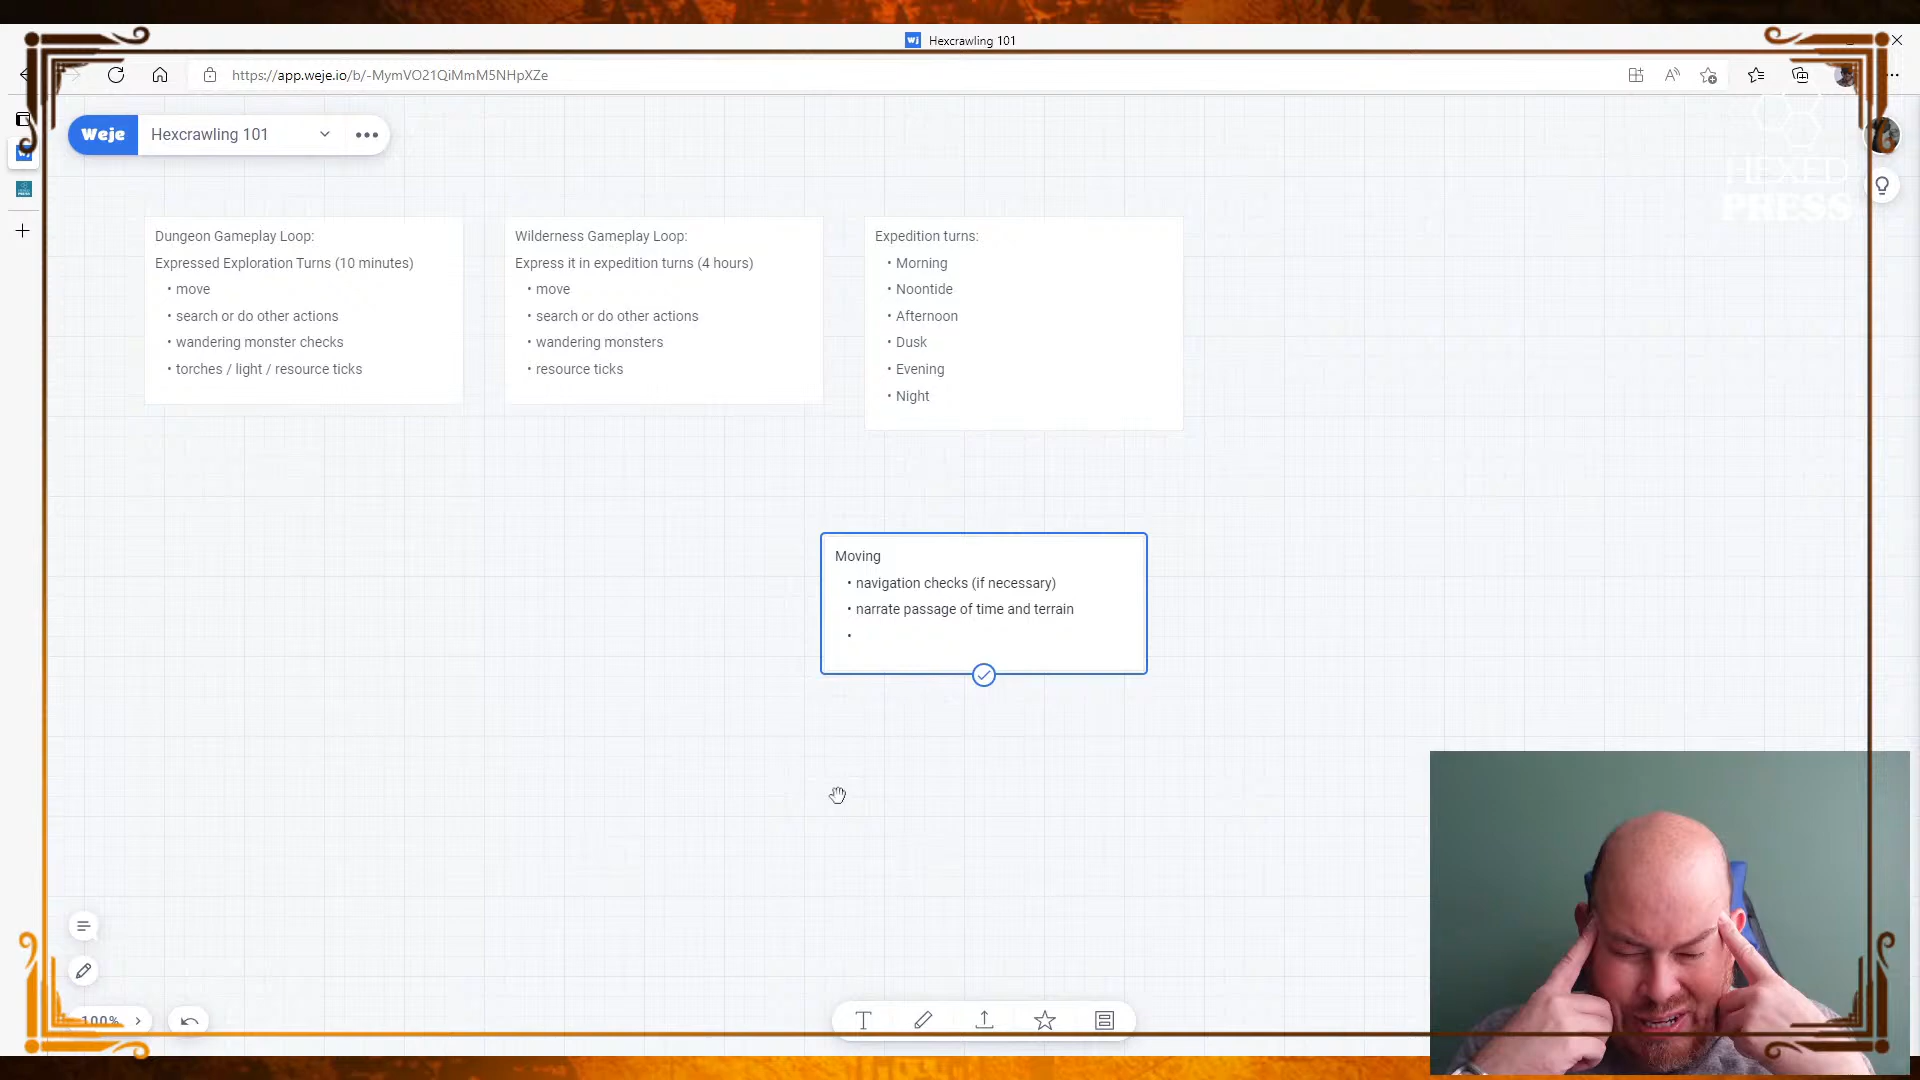 Hexcrawling 101
https://app.weje.io/b/-MymVO21QiMmM5NHpXZe
Weje
Hexcrawling 101
HEXED
PRESS
Dungeon Gameplay Loop:
Expressed Exploration Turns (10 minutes)
• move
• search or do other actions
• wandering monster checks
• torches / light / resource ticks
Wilderness Gameplay Loop:
Express it in expedition turns (4 hours)
• move
• search or do other actions
• wandering monsters
• resource ticks
Expedition turns:
• Morning
• Noontide
• Afternoon
• Dusk
• Evening
• Night
Moving
• navigation checks (if necessary)
• narrate passage of time and terrain
•
100%